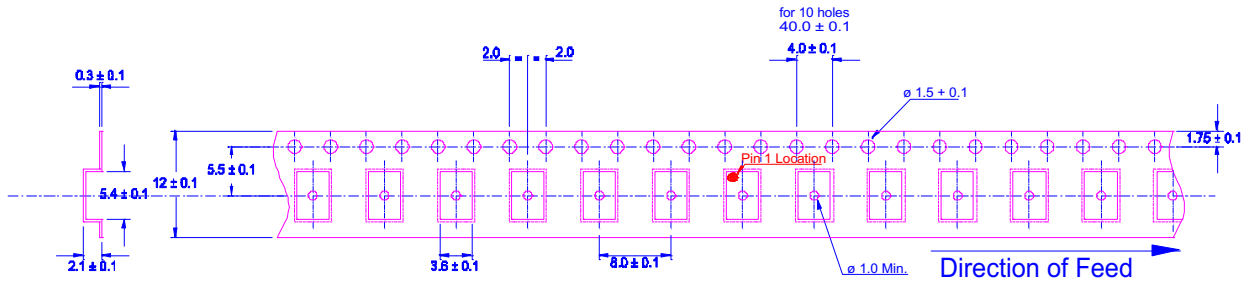 for 10 holes
40.0 ± 0.1
2.0 2.0 4.0 ± 0.1
0.3 ± 0.1
ø 1.5 + 0.1
1.75 ± 0.1
Pin 1 Location
5.5 ± 0.1
12 ± 0.1
5.4 ± 0.1
2.1 ± 0.1
3.6 ± 0.1
8.0 ± 0.1
ø 1.0 Min.
Direction of Feed